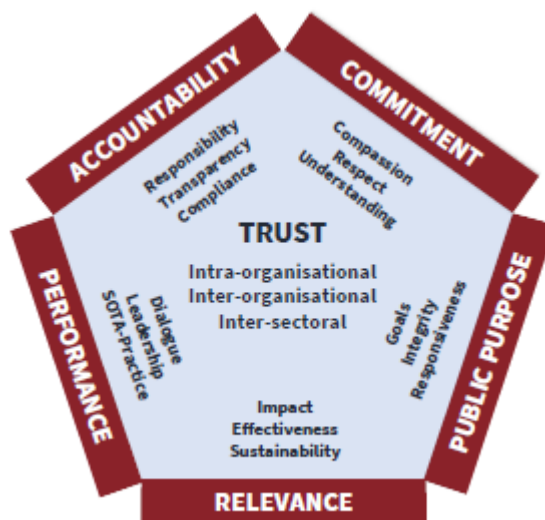 ACCOUNTABILITY
Responsibility
Transparency
Compliance
COMMITMENT
Compassion
Respect
Understanding
TRUST
Intra-organisational
Inter-organisational
Inter-sectoral
PERFORMANCE
Dialogue
Leadership
SOTA-Practice
PUBLIC PURPOSE
Goals
Integrity
Responsiveness
Impact
Effectiveness
Sustainability
RELEVANCE